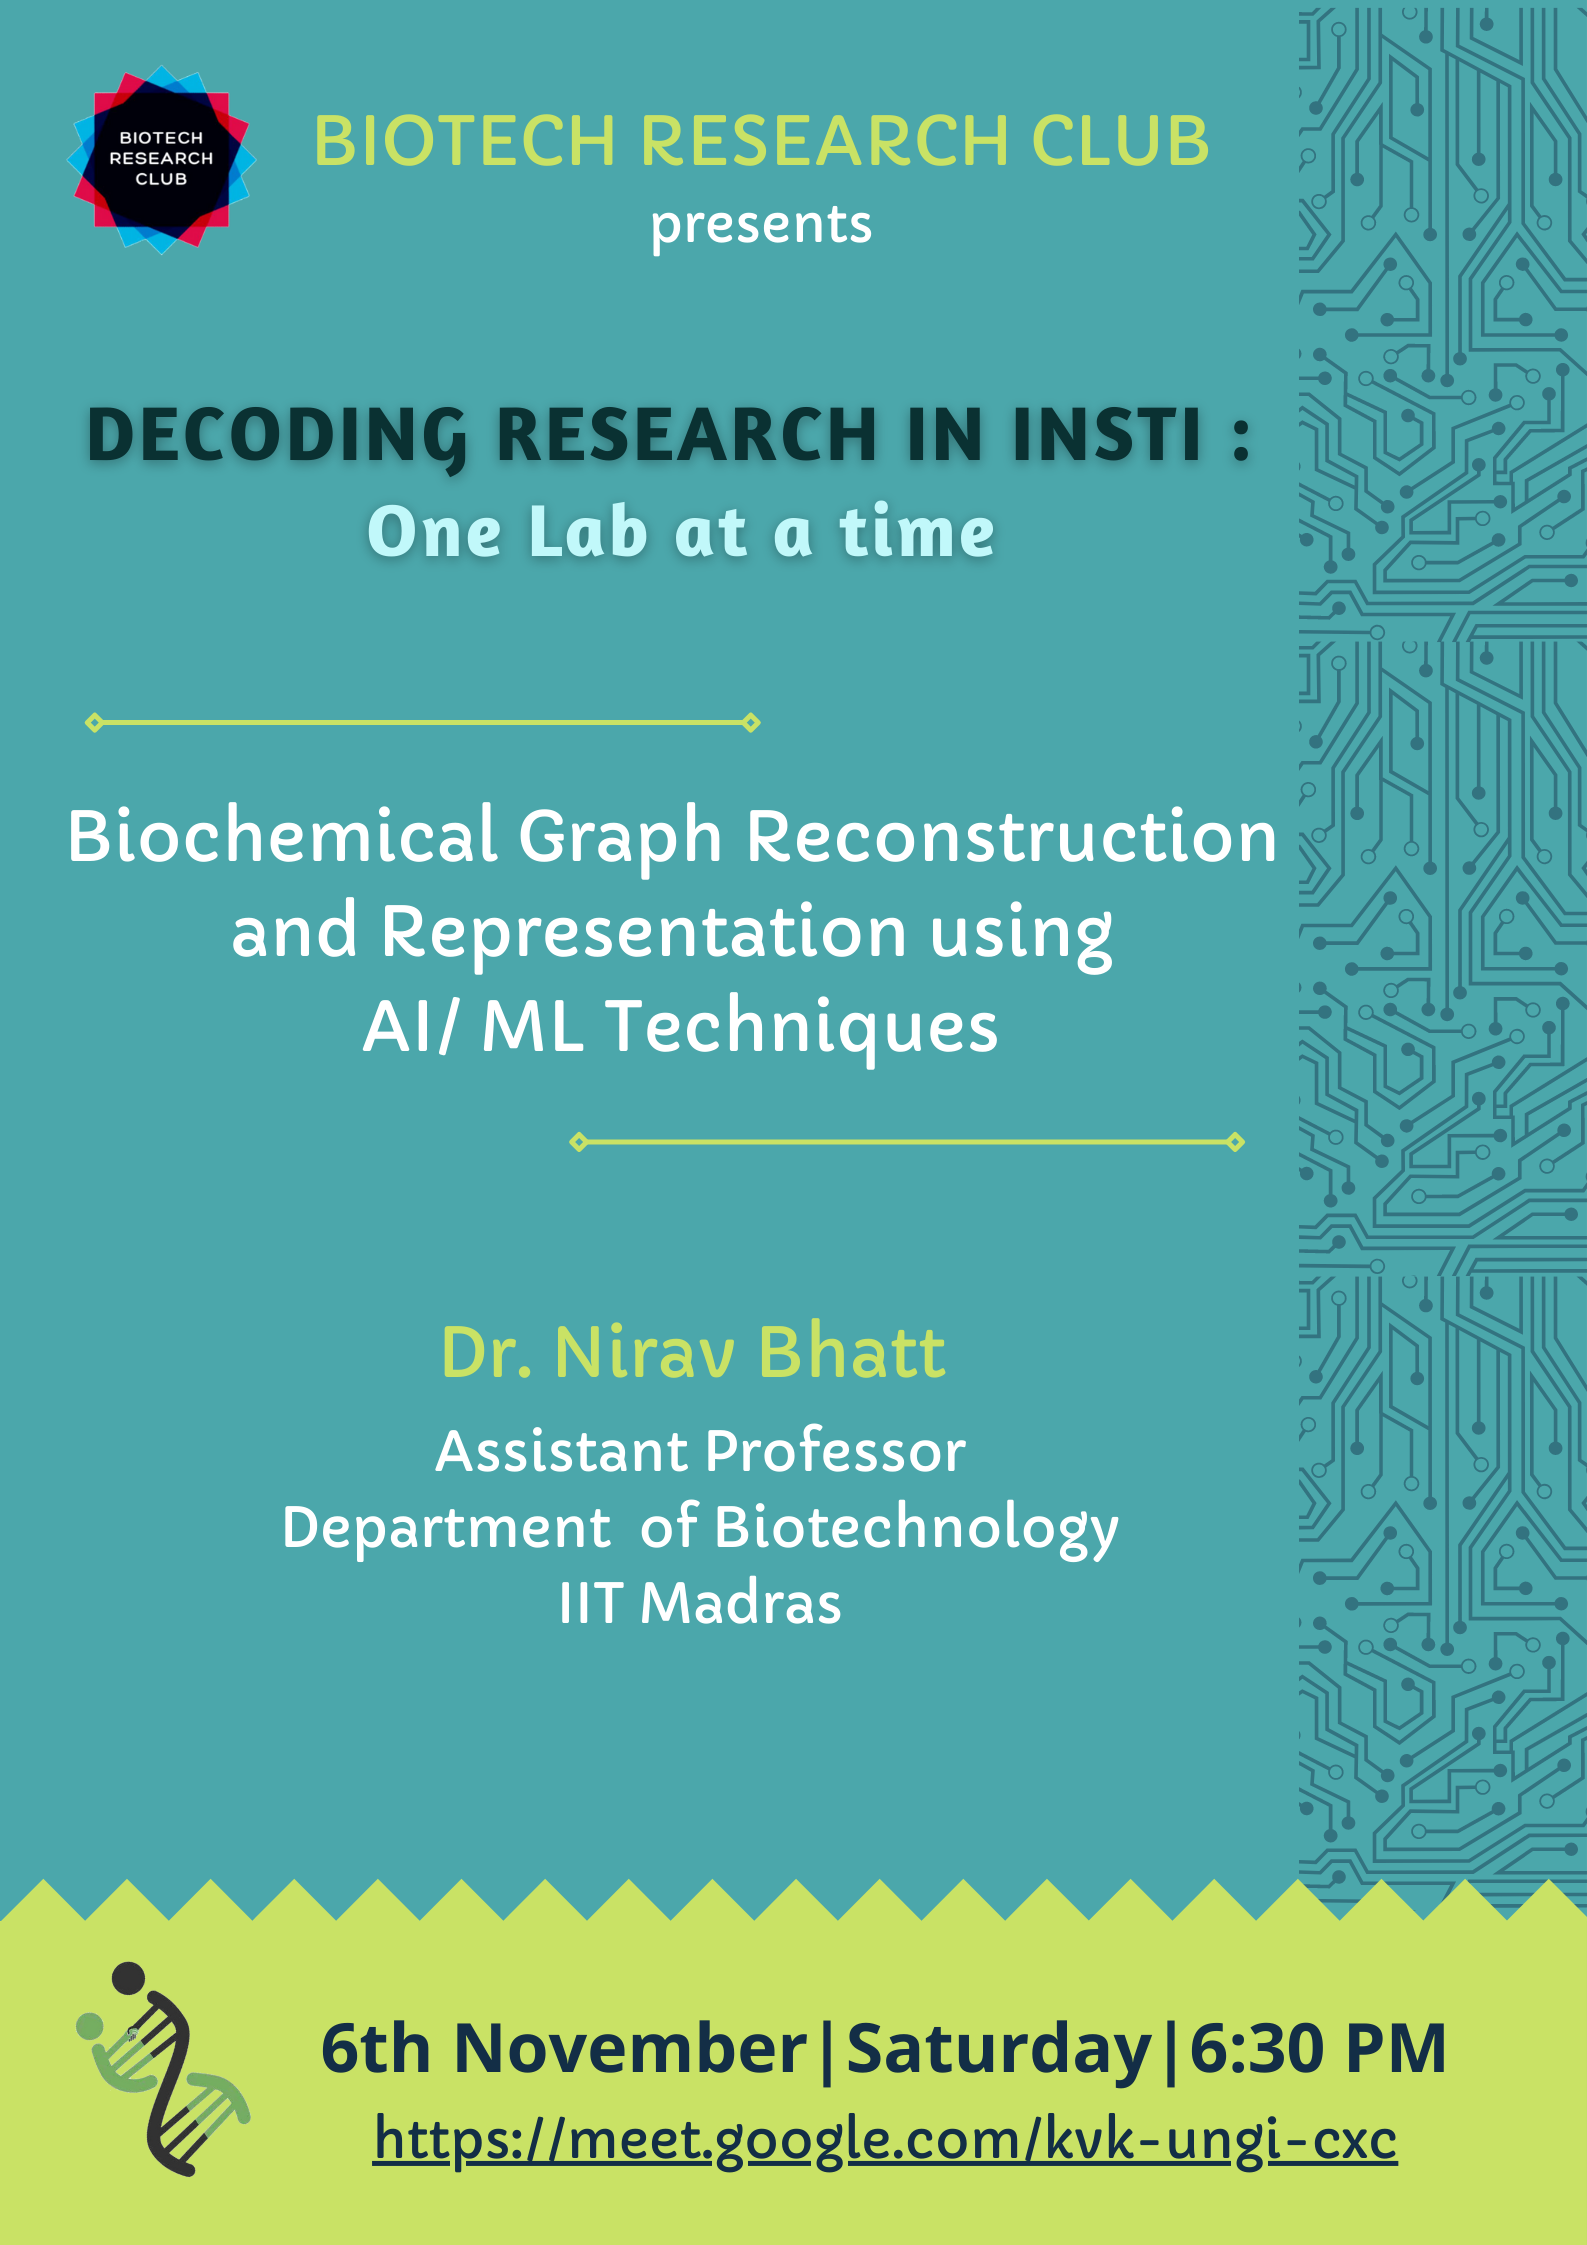 BIOTECH
RESEARCH
CLUB
BIOTECH RESEARCH CLUB
presents
DECODING RESEARCH IN INSTI :
One Lab at a time
Biochemical Graph Reconstruction
and Representation using
AI/ ML Techniques
Dr. Nirav Bhatt
Assistant Professor
Department of Biotechnology
IIT Madras
6th November|Saturday|6:30 PM
https://meet.google.com/kvk-ungi-cxc